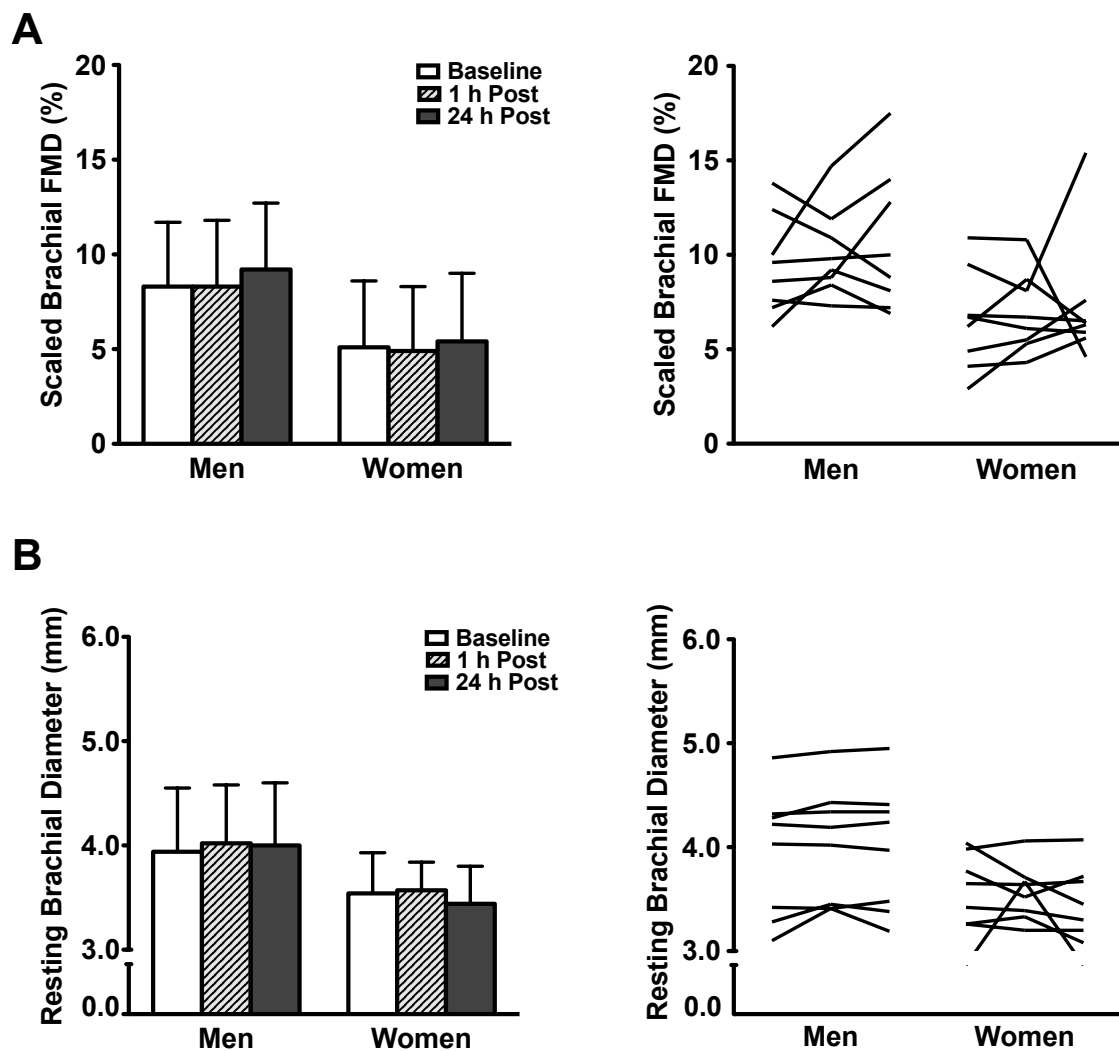 A
Scaled Brachial FMD (%)
20
15
10
5
0
Baseline
1 h Post
24 h Post
Men
Women
Scaled Brachial FMD (%)
20
15
10
5
0
Men
Women
B
Resting Brachial Diameter (mm)
6.0
5.0
4.0
3.0
0.0
Baseline
1 h Post
24 h Post
Men
Women
Resting Brachial Diameter (mm)
6.0
5.0
4.0
3.0
0.0
Men
Women